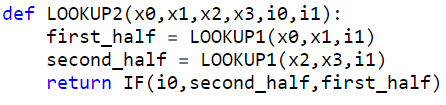 def LOOKUP2(x0,x1,x2,x3,i0,i1):
    first_half = LOOKUP1(x0,x1,i1)
    second_half = LOOKUP1(x2,x3,i1)
    return IF(i0,second_half,first_half)